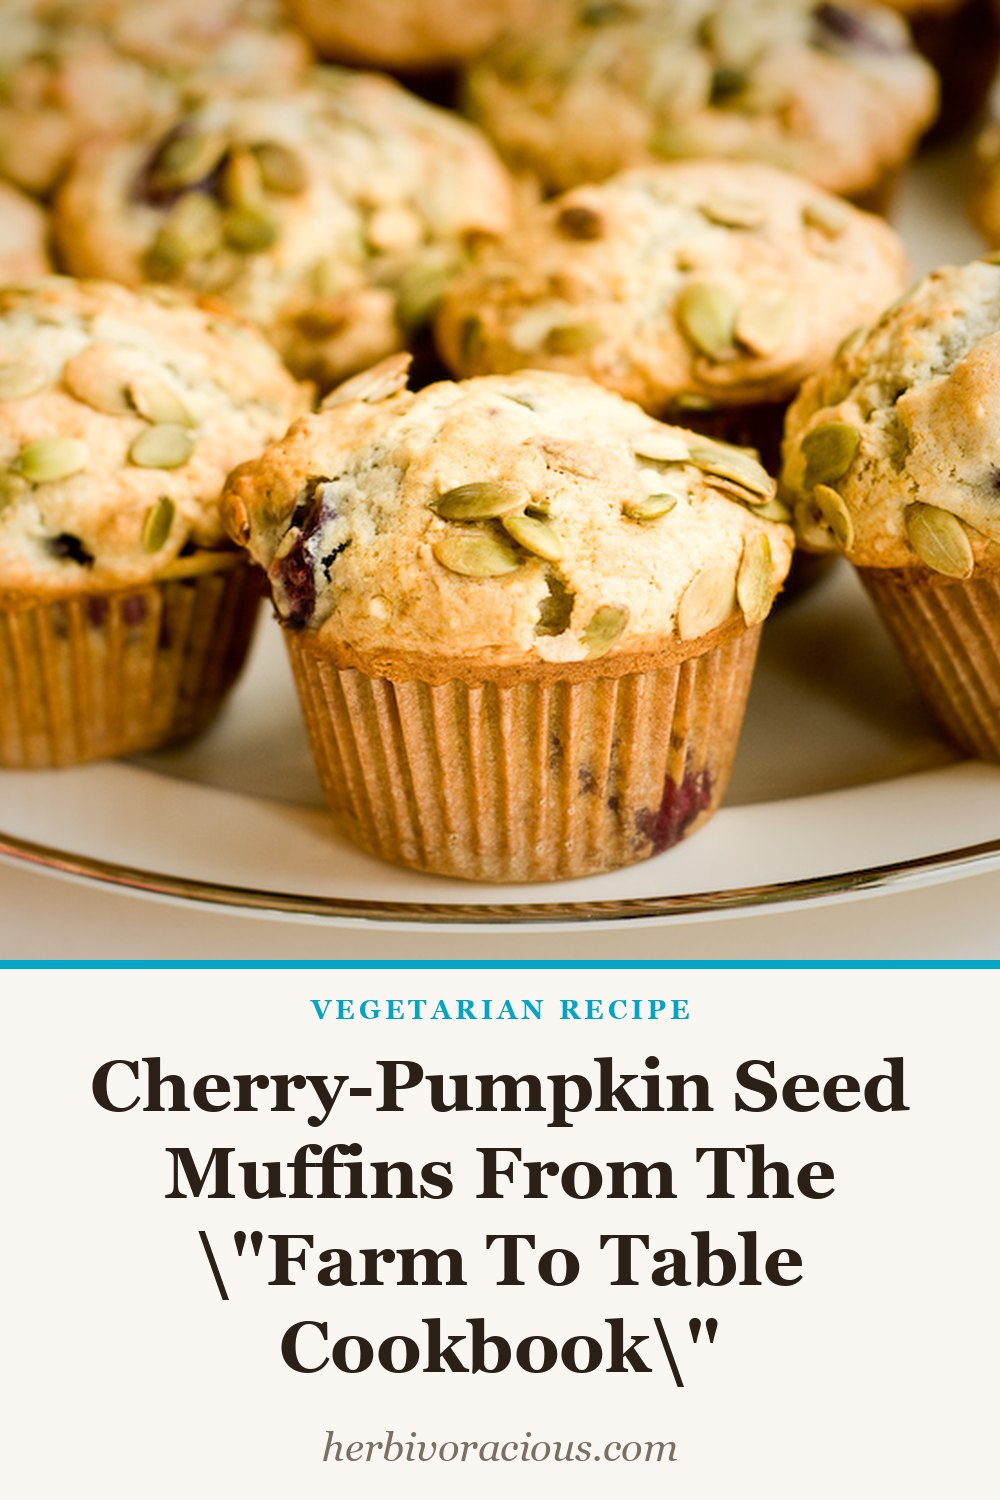 VEGETARIAN RECIPE
Cherry-Pumpkin Seed
Muffins From The
\"Farm To Table
Cookbook\"
herbivoracious.com